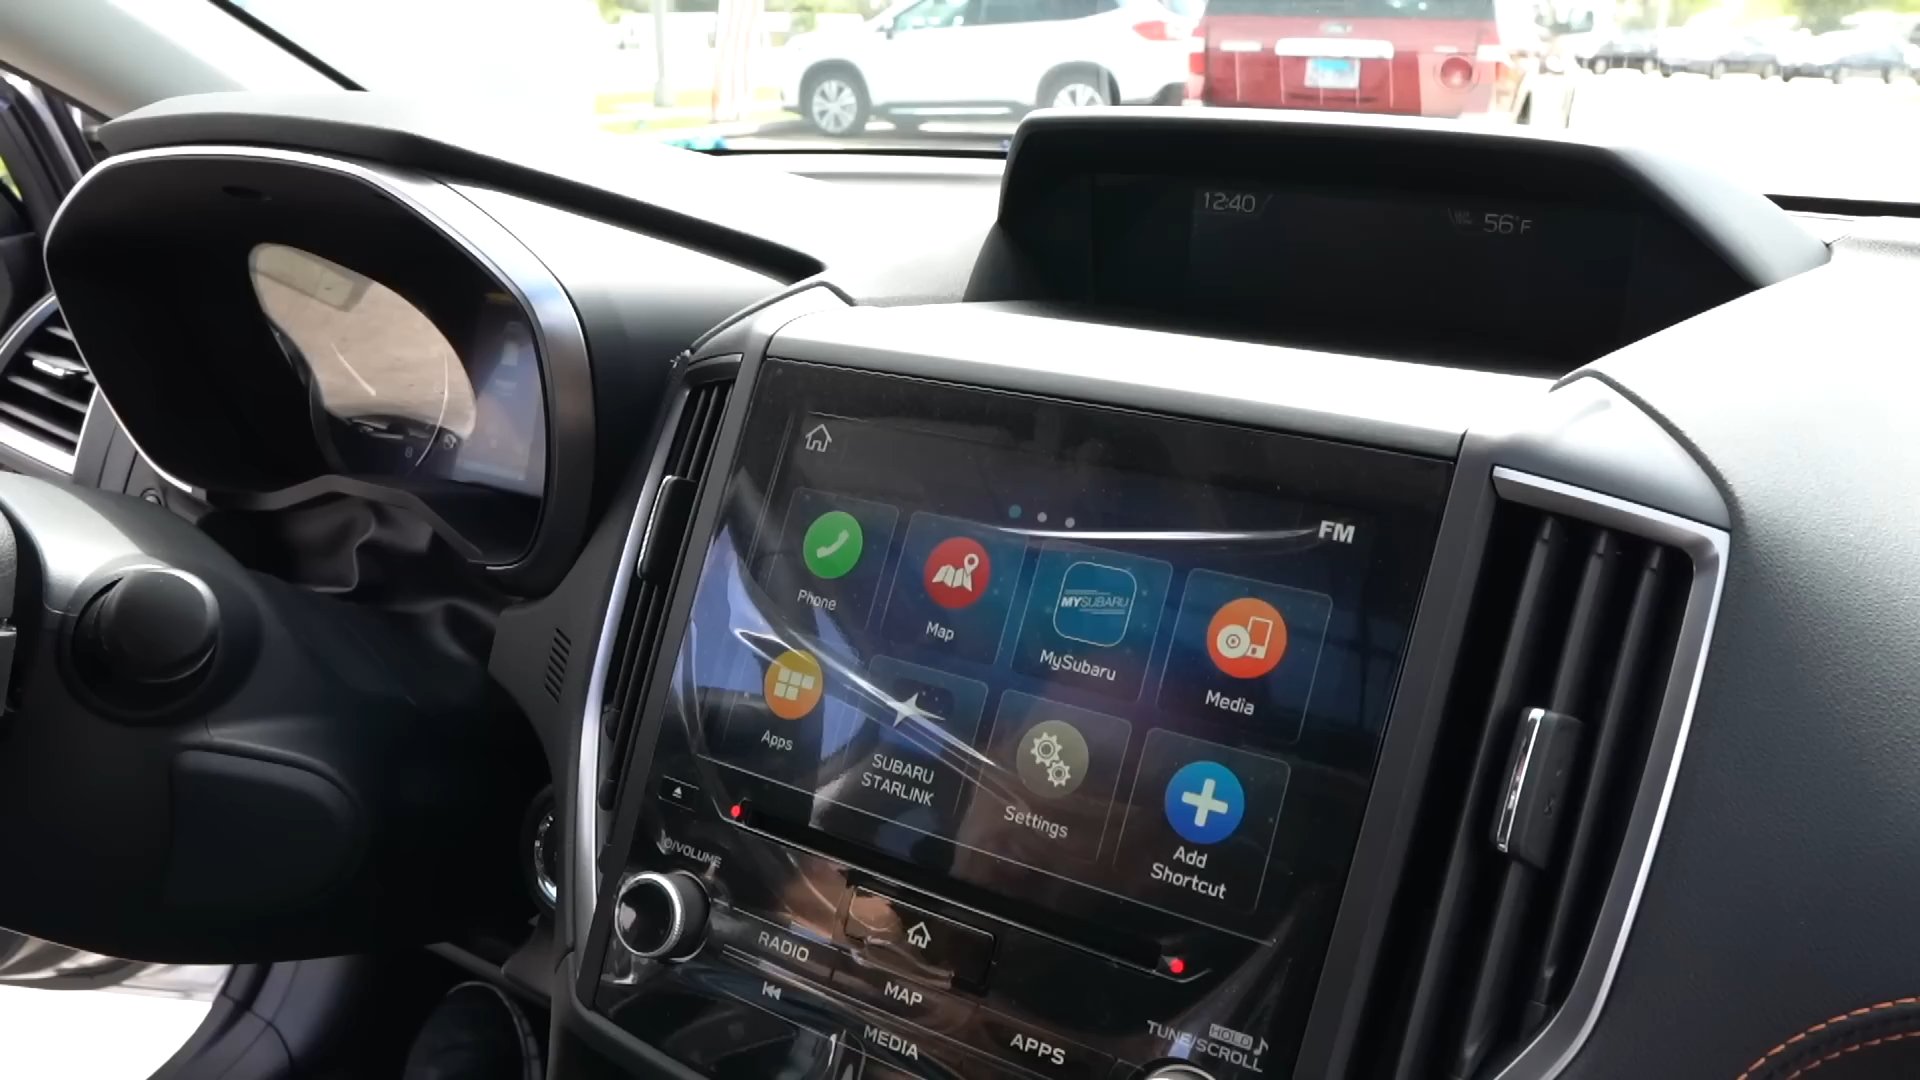 12:40
56°F
FM
Phone
Map
MYSUBARU
MySubaru
Media
Apps
SUBARU
STARLINK
Settings
Add
Shortcut
VOLUME
RADIO
MAP
MEDIA
APPS
HOLD
TUNE/SCROLL